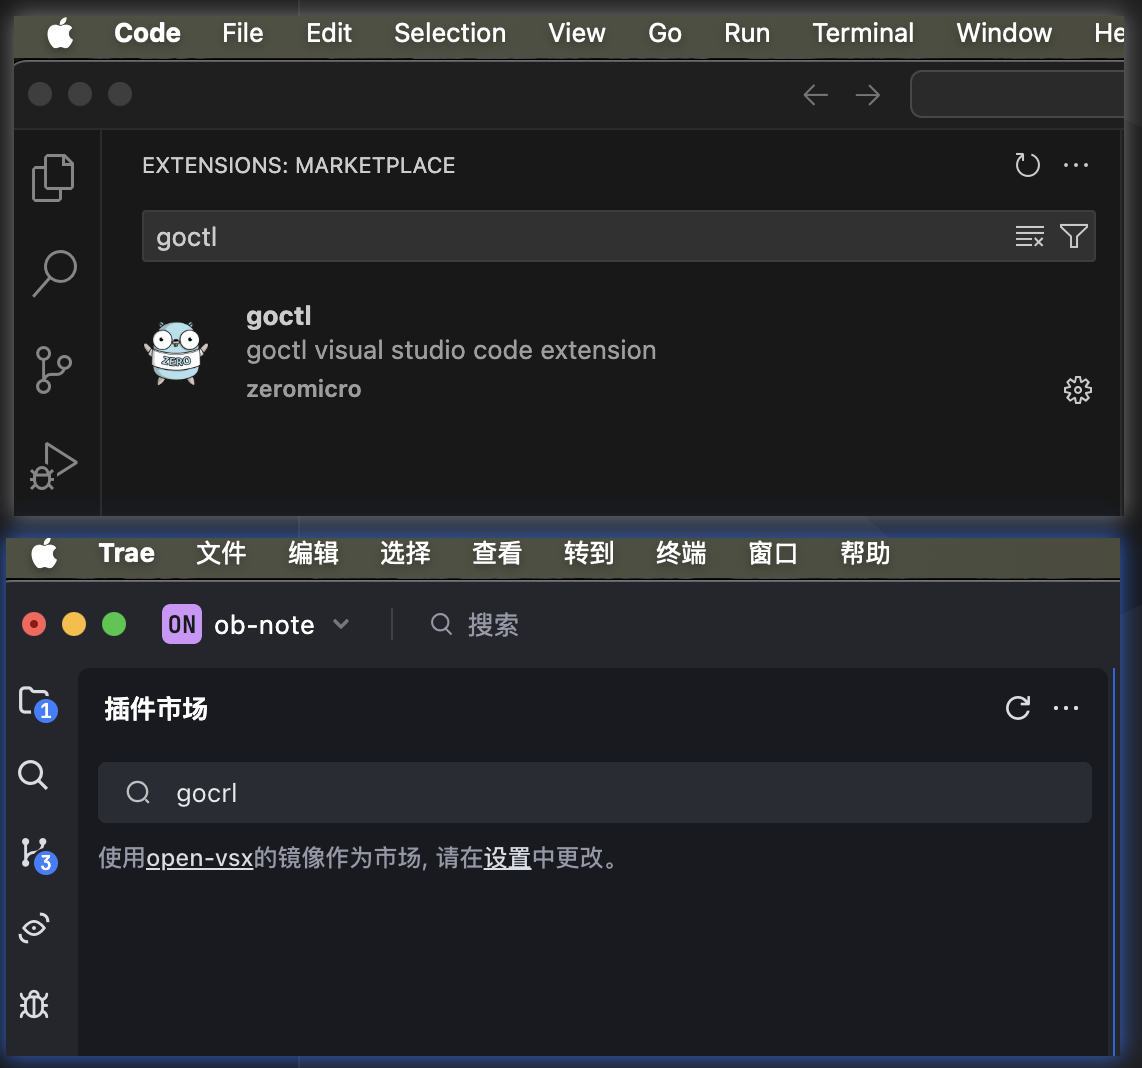 Code File Edit Selection View Go Run Terminal Window He
EXTENSIONS: MARKETPLACE
goctl
goctl
goctl visual studio code extension
zeromicro
ZERO
Trae 文件 编辑 选择 查看 转到 终端 窗口 帮助
ON ob-note 搜索
1
插件市场
gocrl
3
使用open-vsx的镜像作为市场, 请在设置中更改。